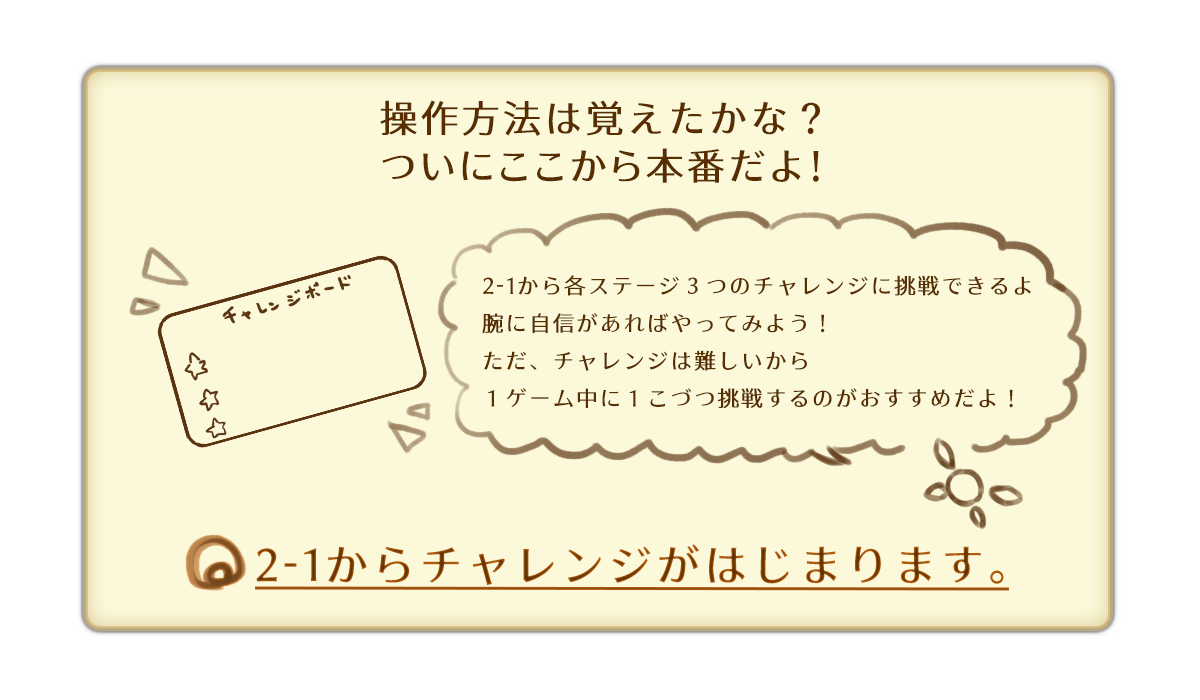 操作方法は覚えたかな？
ついにここから本番だよ!
チャレンジボード
2-1から各ステージ３つのチャレンジに挑戦できるよ
腕に自信があればやってみよう！
ただ、チャレンジは難しいから
１ゲーム中に１こづつ挑戦するのがおすすめだよ！
2-1からチャレンジがはじまります。